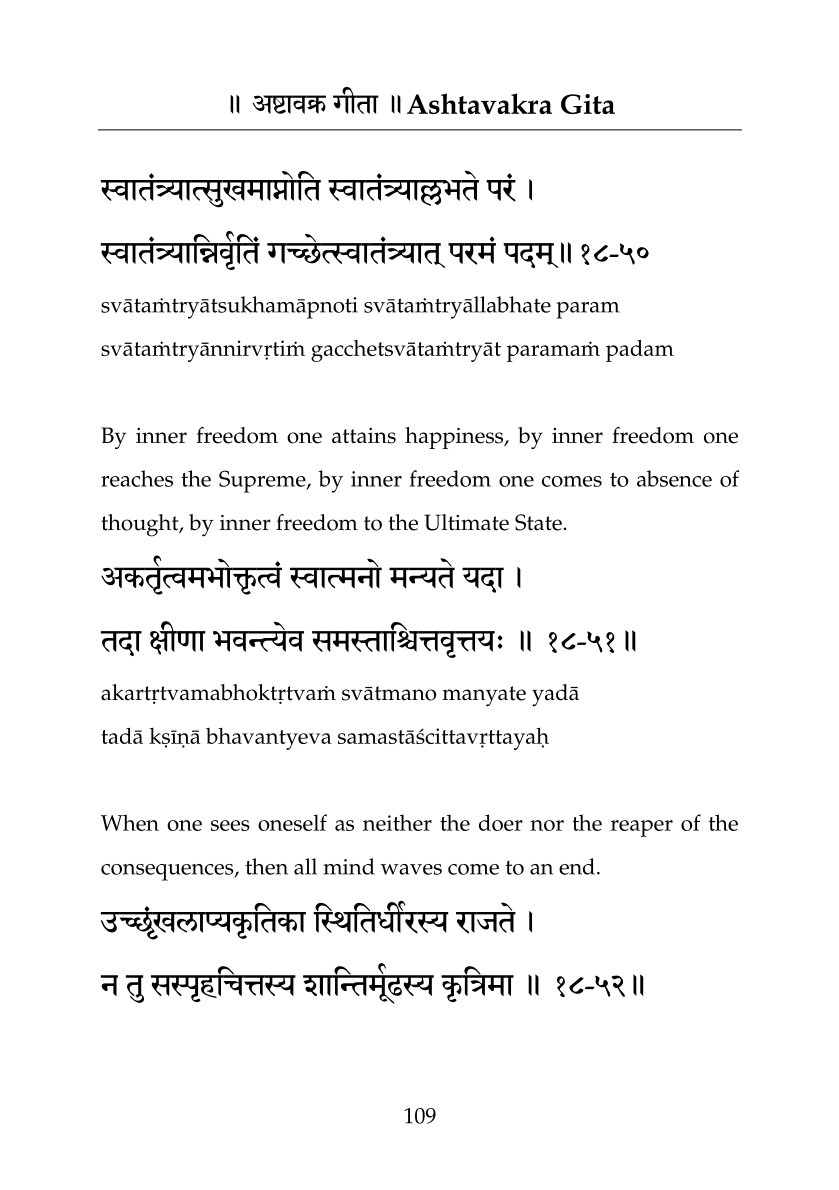 ॥ अष्टावक्र गीता ॥ Ashtavakra Gita
स्वातंत्र्यात्सुखमाप्नोति स्वातंत्र्याल्लभते परं ।
स्वातंत्र्यान्निर्वृतिं गच्छेत्स्वातंत्र्यात् परमं पदम्॥ १८-५०
svātaṁtryātsukhamāpnoti svātaṁtryāllabhate param
svātaṁtryānnirvṛtiṁ gacchetsvātaṁtryāt paramaṁ padam
By inner freedom one attains happiness, by inner freedom one
reaches the Supreme, by inner freedom one comes to absence of
thought, by inner freedom to the Ultimate State.
अकर्तृत्वमभोक्तृत्वं स्वात्मनो मन्यते यदा ।
तदा क्षीणा भवन्त्येव समस्ताश्चित्तवृत्तयः ॥ १८-५१॥
akartṛtvamabhoktṛtvaṁ svātmano manyate yadā
tadā kṣīṇā bhavantyeva samastāścittavṛttayaḥ
When one sees oneself as neither the doer nor the reaper of the
consequences, then all mind waves come to an end.
उच्छृंखलाप्यकृतिका स्थितिर्धीरस्य राजते ।
न तु सस्पृहचित्तस्य शान्तिर्मूढस्य कृत्रिमा ॥ १८-५२॥
109